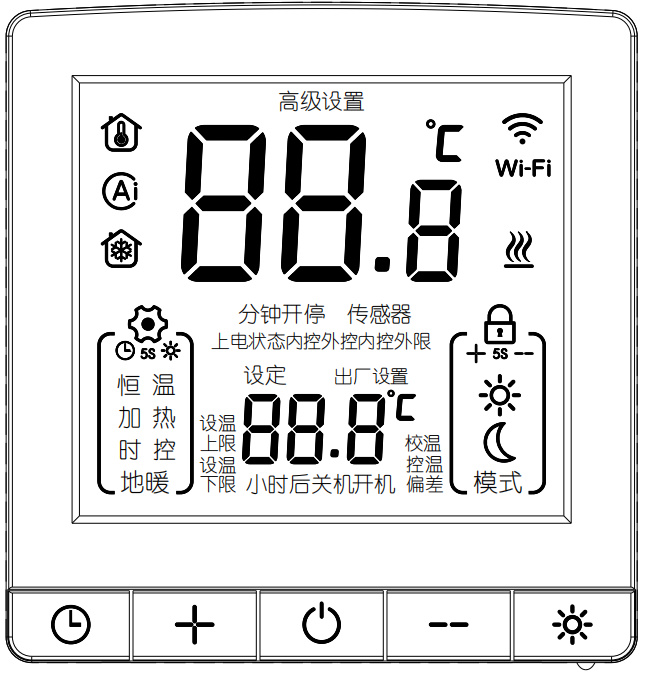 高级设置
88.8℃
Wi-Fi
Ai
分钟开停 传感器
上电状态内控外控内控外限
5S
+ 5S --
设定 出厂设置
恒 温
加 热
时 控
地暖
设温
上限
设温
下限
88.8℃
校温
控温
偏差
小时后关机开机
模式